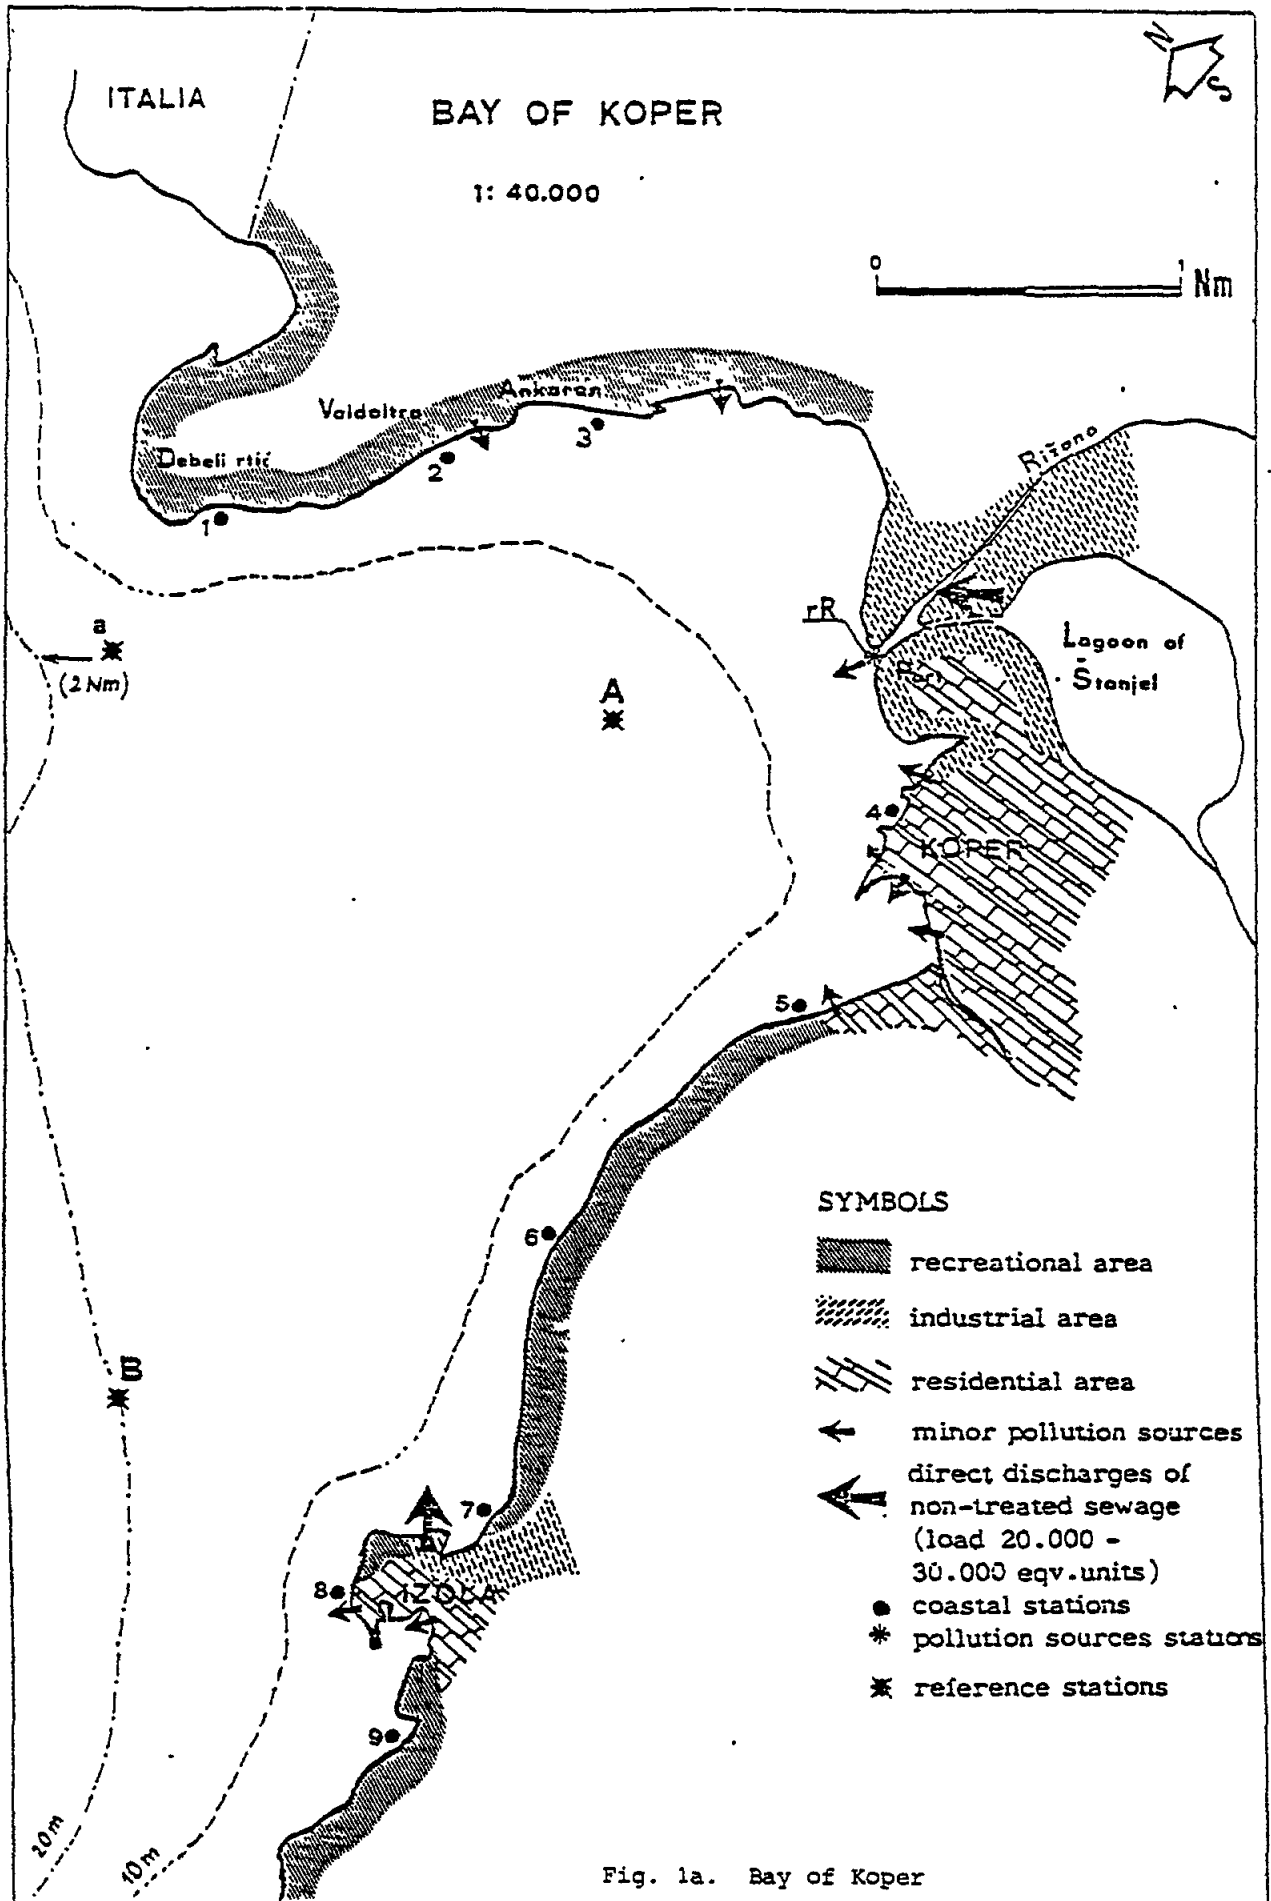 N
S
ITALIA
BAY OF KOPER
1: 40.000
0 1 Nm
Ankaran
Valdoltra
Debeli rtič
Rižana
1
2
3
rR
Lagoon of
Štanjel
a
(2Nm)
A
4
KOPER
5
6
B
7
8
IZOLA
9
SYMBOLS
recreational area
industrial area
residential area
minor pollution sources
direct discharges of
non-treated sewage
(load 20.000 -
30.000 eqv.units)
coastal stations
pollution sources stations
reference stations
20m
10m
Fig. 1a. Bay of Koper